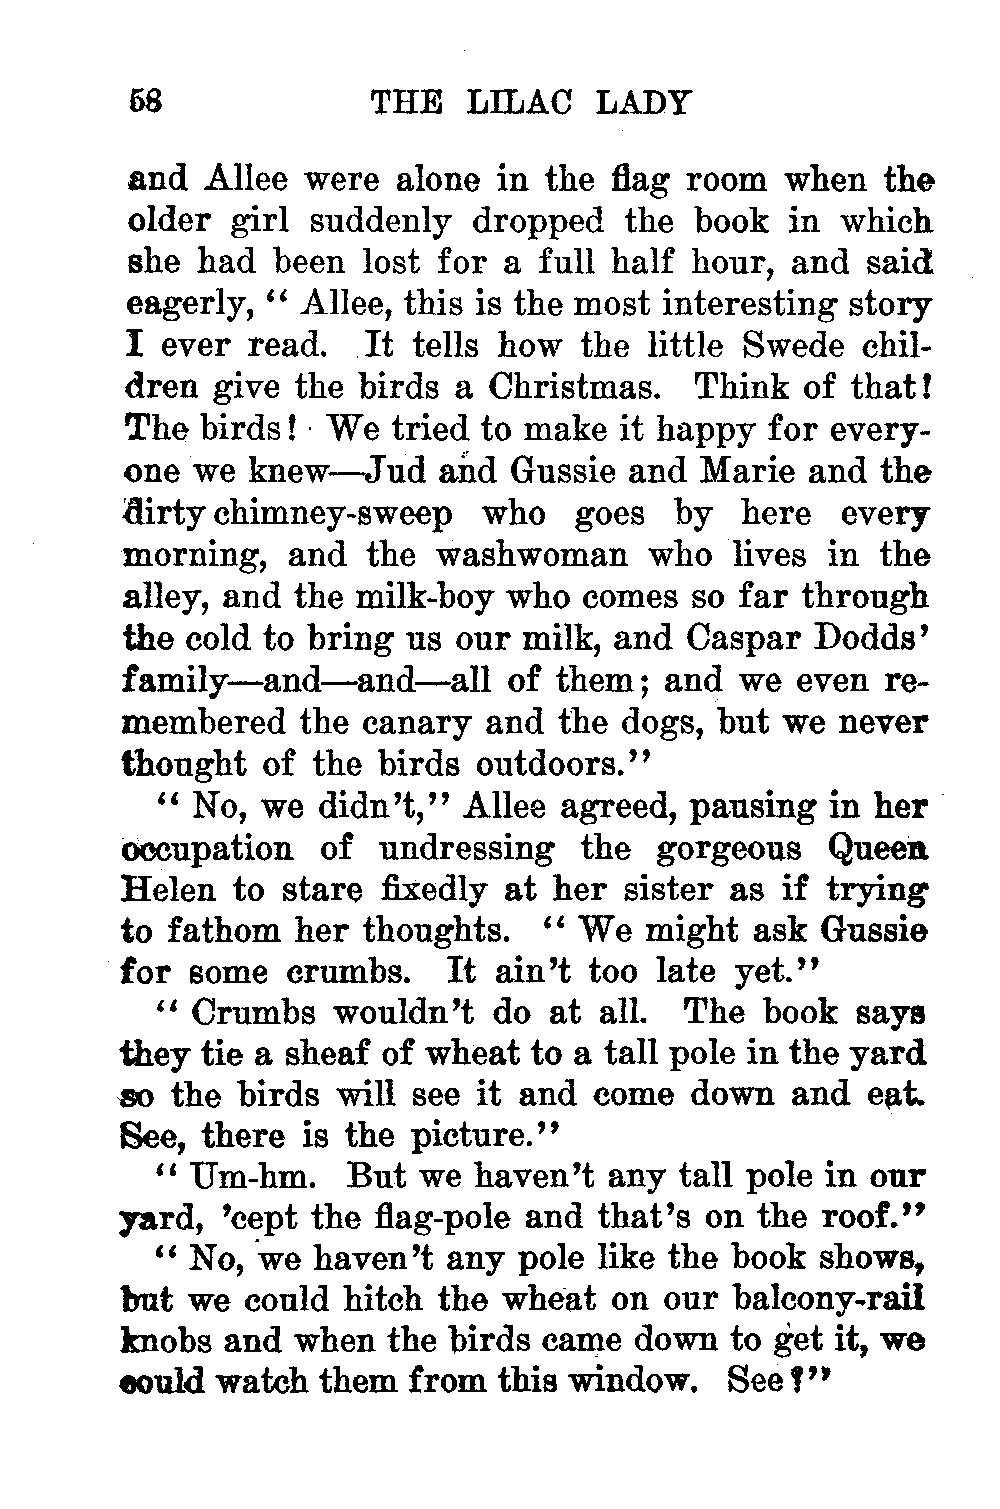 58 THE LILAC LADY
and Allee were alone in the flag room when the
older girl suddenly dropped the book in which
she had been lost for a full half hour, and said
eagerly, “ Allee, this is the most interesting story
I ever read. It tells how the little Swede chil-
dren give the birds a Christmas. Think of that!
The birds! We tried to make it happy for every-
one we knew—Jud and Gussie and Marie and the
dirty chimney-sweep who goes by here every
morning, and the washwoman who lives in the
alley, and the milk-boy who comes so far through
the cold to bring us our milk, and Caspar Dodds’
family—and—and—all of them; and we even re-
membered the canary and the dogs, but we never
thought of the birds outdoors.”
“ No, we didn’t,” Allee agreed, pausing in her
occupation of undressing the gorgeous Queen
Helen to stare fixedly at her sister as if trying
to fathom her thoughts. “ We might ask Gussie
for some crumbs. It ain’t too late yet.”
“ Crumbs wouldn’t do at all. The book says
they tie a sheaf of wheat to a tall pole in the yard
so the birds will see it and come down and eat.
See, there is the picture.”
“ Um-hm. But we haven’t any tall pole in our
yard, ’cept the flag-pole and that’s on the roof.”
“ No, we haven’t any pole like the book shows,
but we could hitch the wheat on our balcony-rail
knobs and when the birds came down to get it, we
could watch them from this window. See?”